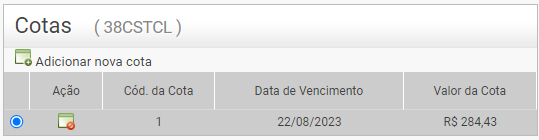 Cotas ( 38CSTCL )
Adicionar nova cota
Ação Cód. da Cota Data de Vencimento Valor da Cota
1 22/08/2023 R$ 284,43